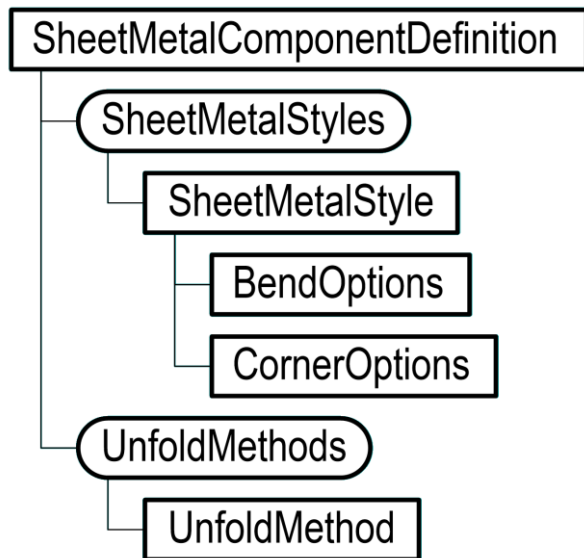 SheetMetalComponentDefinition
SheetMetalStyles
SheetMetalStyle
BendOptions
CornerOptions
UnfoldMethods
UnfoldMethod